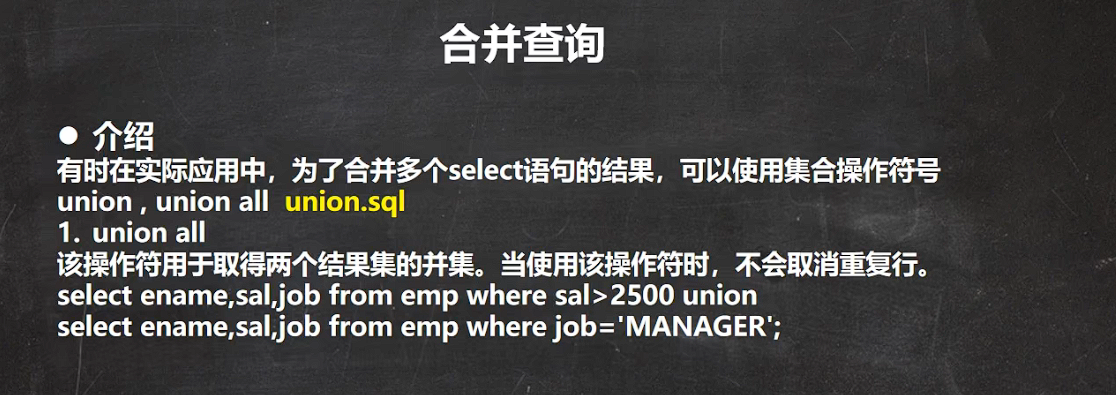 合并查询
● 介绍
有时在实际应用中，为了合并多个select语句的结果，可以使用集合操作符号
union , union all union.sql
1. union all
该操作符用于取得两个结果集的并集。当使用该操作符时，不会取消重复行。
select ename,sal,job from emp where sal>2500 union
select ename,sal,job from emp where job='MANAGER';